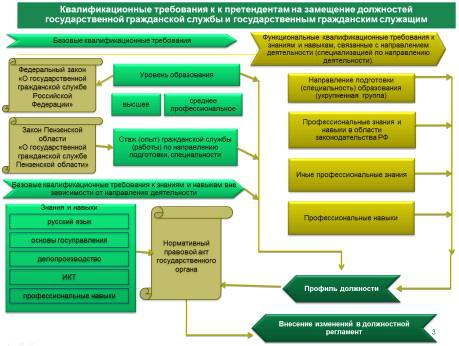 Квалификационные требования к к претендентам на замещение должностей
государственной гражданской службы и государственным гражданским служащим
Базовые квалификационные требования
Функциональные квалификационные требования к
знаниям и навыкам, связанные с направлением
деятельности (специализацией по направлению
деятельности).
Федеральный закон
«О государственной
гражданской службе
Российской
Федерации»
Уровень образования
высшее
среднее
профессиональное
Закон Пензенской
области
«О государственной
гражданской службе
Пензенской области»
Стаж (опыт) гражданской службы
(работы) по направлению
подготовки, специальности
Направление подготовки
(специальность) образования
(укрупненная группа)
Профессиональные знания и
навыки в области
законодательства РФ
Иные профессиональные знания
Профессиональные навыки
Базовые квалификационные требования к знаниям и навыкам вне
зависимости от направления деятельности
Знания и навыки
русский язык
основы госуправления
делопроизводство
ИКТ
профессиональные навыки
Нормативный
правовой акт
государственного
органа
Профиль должности
Внесение изменений в должностной
регламент
3